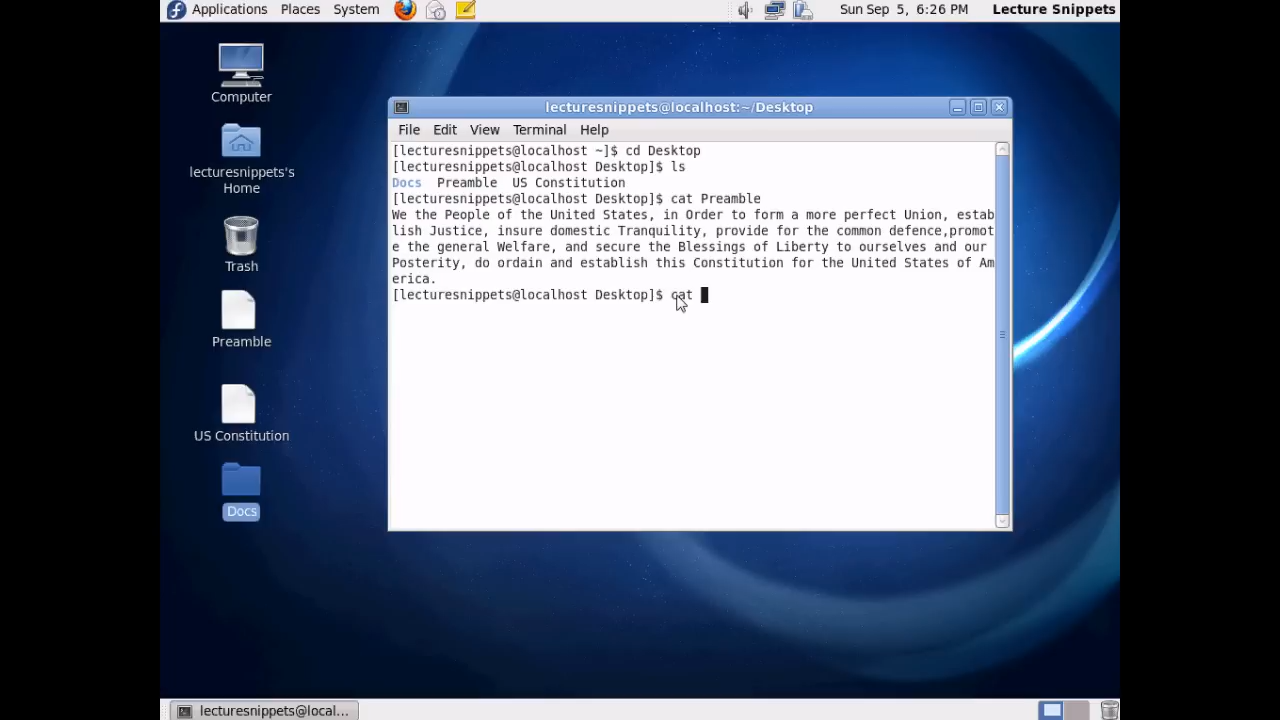 Applications Places System Sun Sep 5, 6:26 PM Lecture Snippets
Computer
lecturesnippets's
Home
Trash
Preamble
US Constitution
Docs
lecturesnippets@localhost:~/Desktop
File Edit View Terminal Help
[lecturesnippets@localhost ~]$ cd Desktop
[lecturesnippets@localhost Desktop]$ ls
Docs Preamble US Constitution
[lecturesnippets@localhost Desktop]$ cat Preamble
We the People of the United States, in Order to form a more perfect Union, estab
lish Justice, insure domestic Tranquility, provide for the common defence,promot
e the general Welfare, and secure the Blessings of Liberty to ourselves and our
Posterity, do ordain and establish this Constitution for the United States of Am
erica.
[lecturesnippets@localhost Desktop]$ cat
lecturesnippets@local...